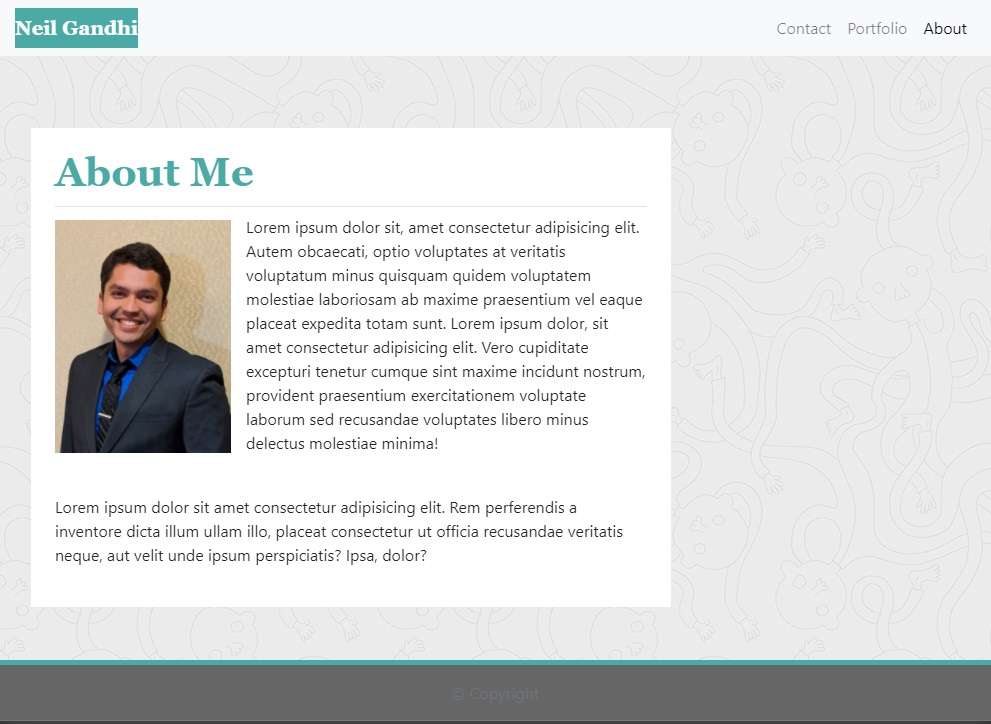 Neil Gandhi
Contact Portfolio About
About Me
Lorem ipsum dolor sit, amet consectetur adipisicing elit.
Autem obcaecati, optio voluptates at veritatis
voluptatum minus quisquam quidem voluptatem
molestiae laboriosam ab maxime praesentium vel eaque
placeat expedita totam sunt. Lorem ipsum dolor, sit
amet consectetur adipisicing elit. Vero cupiditate
excepturi tenetur cumque sint maxime incidunt nostrum,
provident praesentium exercitationem voluptate
laborum sed recusandae voluptates libero minus
delectus molestiae minima!
Lorem ipsum dolor sit amet consectetur adipisicing elit. Rem perferendis a
inventore dicta illum ullam illo, placeat consectetur ut officia recusandae veritatis
neque, aut velit unde ipsum perspiciatis? Ipsa, dolor?
© Copyright